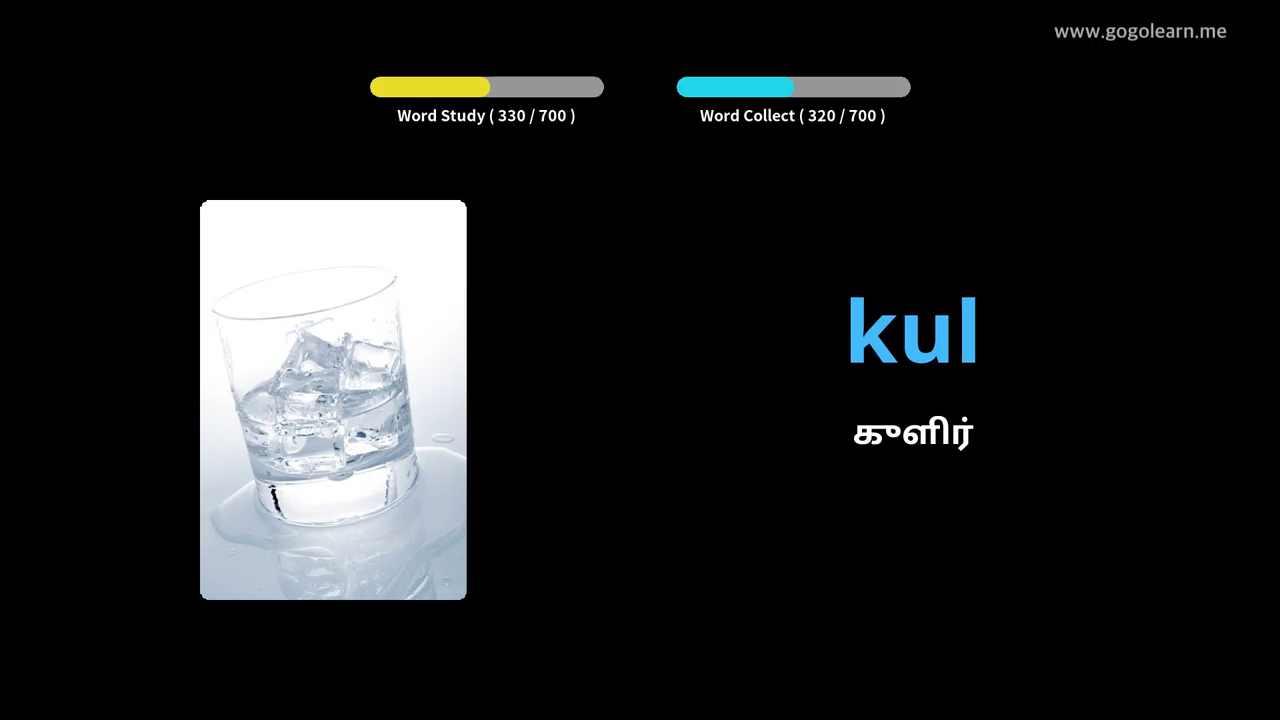 www.gogolearn.me
Word Study ( 330 / 700 )
Word Collect ( 320 / 700 )
kul
குளிர்